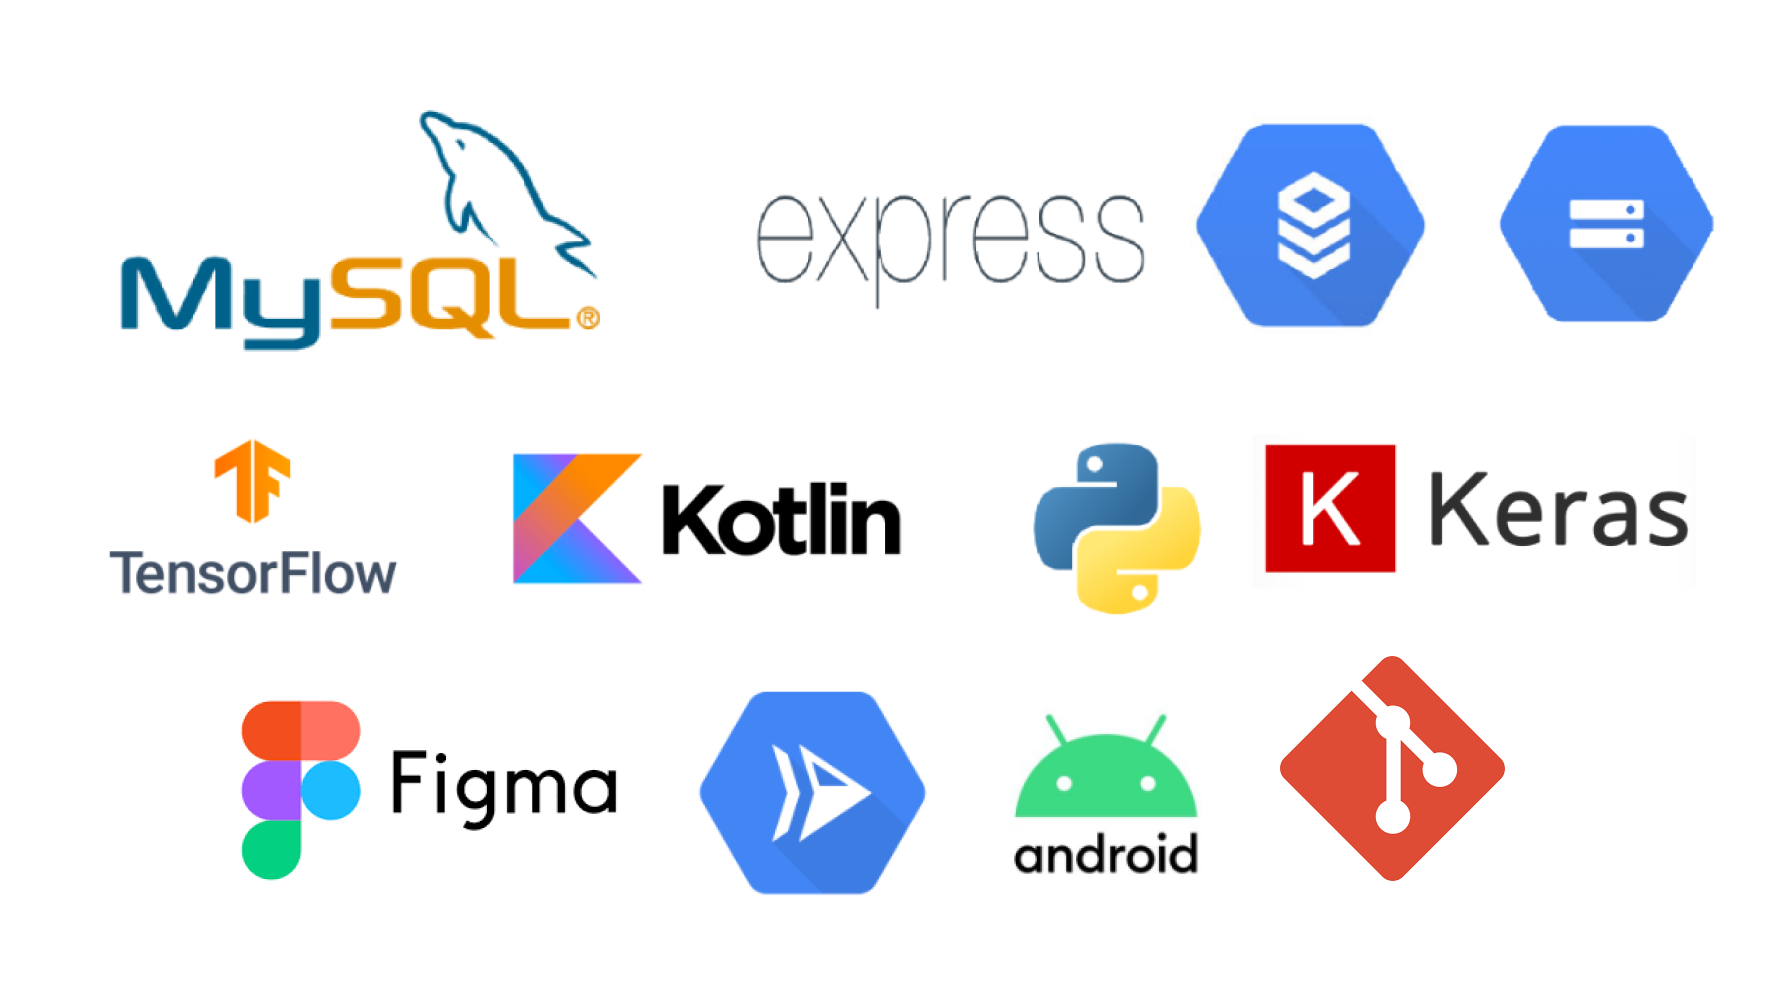 MySQL®
express
TensorFlow
Kotlin
K Keras
Figma
android